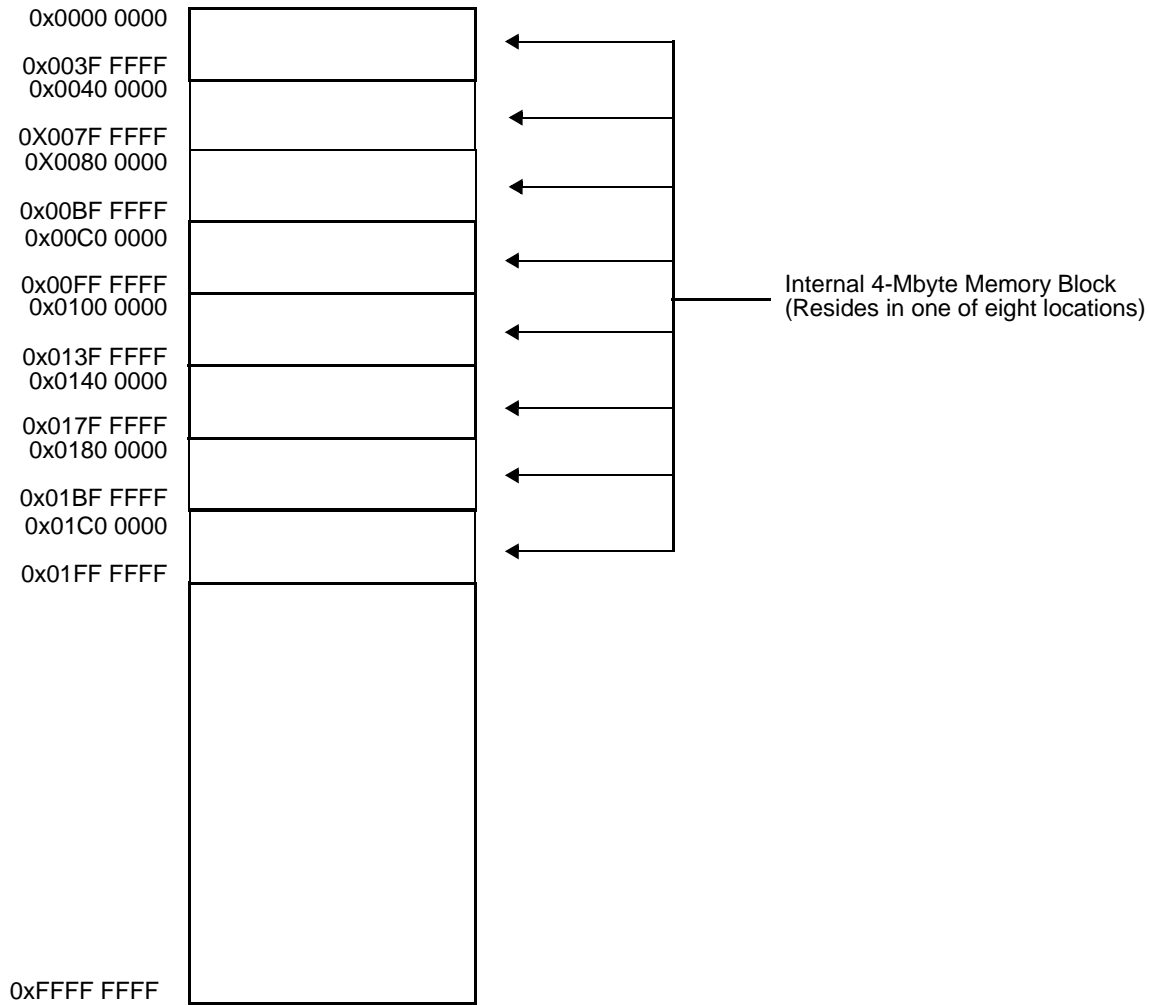 0x0000 0000
0x003F FFFF
0x0040 0000
0X007F FFFF
0X0080 0000
0x00BF FFFF
0x00C0 0000
0x00FF FFFF
0x0100 0000
0x013F FFFF
0x0140 0000
0x017F FFFF
0x0180 0000
0x01BF FFFF
0x01C0 0000
0x01FF FFFF
0xFFFF FFFF
Internal 4-Mbyte Memory Block
(Resides in one of eight locations)